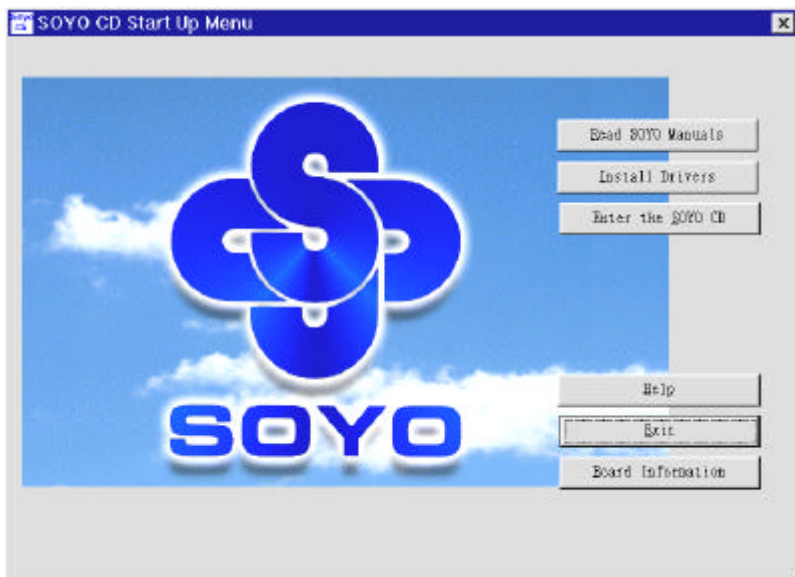 SOYO CD Start Up Menu
Read SOYO Manuals
Install Drivers
Enter the SOYO CD
SOYO
Help
Exit
Board Information